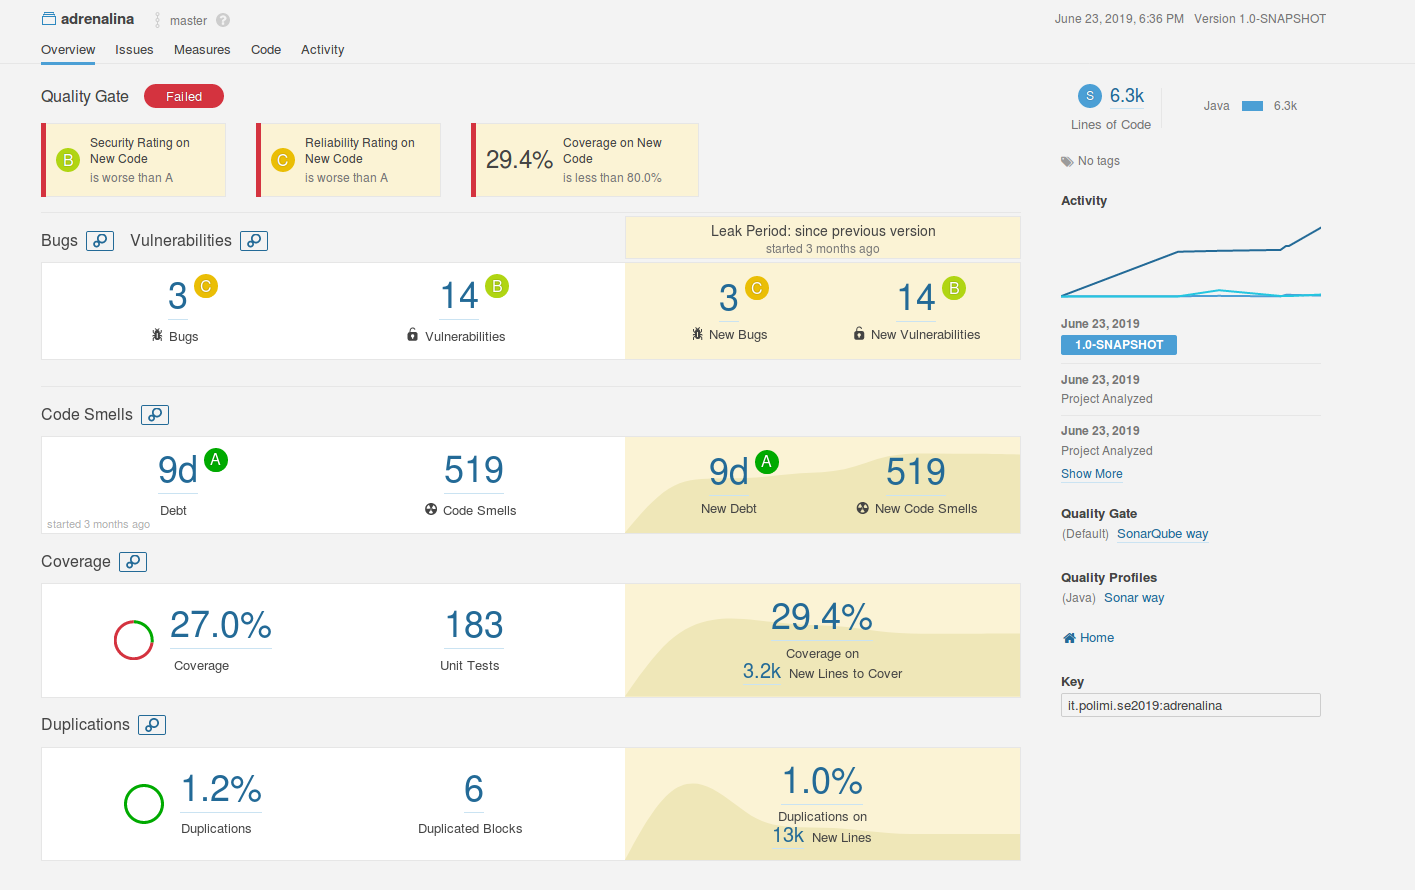 adrenalina master ?
June 23, 2019, 6:36 PM Version 1.0-SNAPSHOT
Overview Issues Measures Code Activity
Quality Gate Failed
B Security Rating on
New Code
is worse than A
C Reliability Rating on
New Code
is worse than A
29.4% Coverage on New
Code
is less than 80.0%
Bugs Vulnerabilities
Leak Period: since previous version
started 3 months ago
3 C
Bugs
14 B
Vulnerabilities
3 C
New Bugs
14 B
New Vulnerabilities
Code Smells
9d A
Debt
started 3 months ago
519
Code Smells
9d A
New Debt
519
New Code Smells
Coverage
27.0%
Coverage
183
Unit Tests
29.4%
Coverage on
3.2k New Lines to Cover
Duplications
1.2%
Duplications
6
Duplicated Blocks
1.0%
Duplications on
13k New Lines
S 6.3k
Lines of Code
Java 6.3k
No tags
Activity
June 23, 2019
1.0-SNAPSHOT
June 23, 2019
Project Analyzed
June 23, 2019
Project Analyzed
Show More
Quality Gate
(Default) SonarQube way
Quality Profiles
(Java) Sonar way
Home
Key
it.polimi.se2019:adrenalina